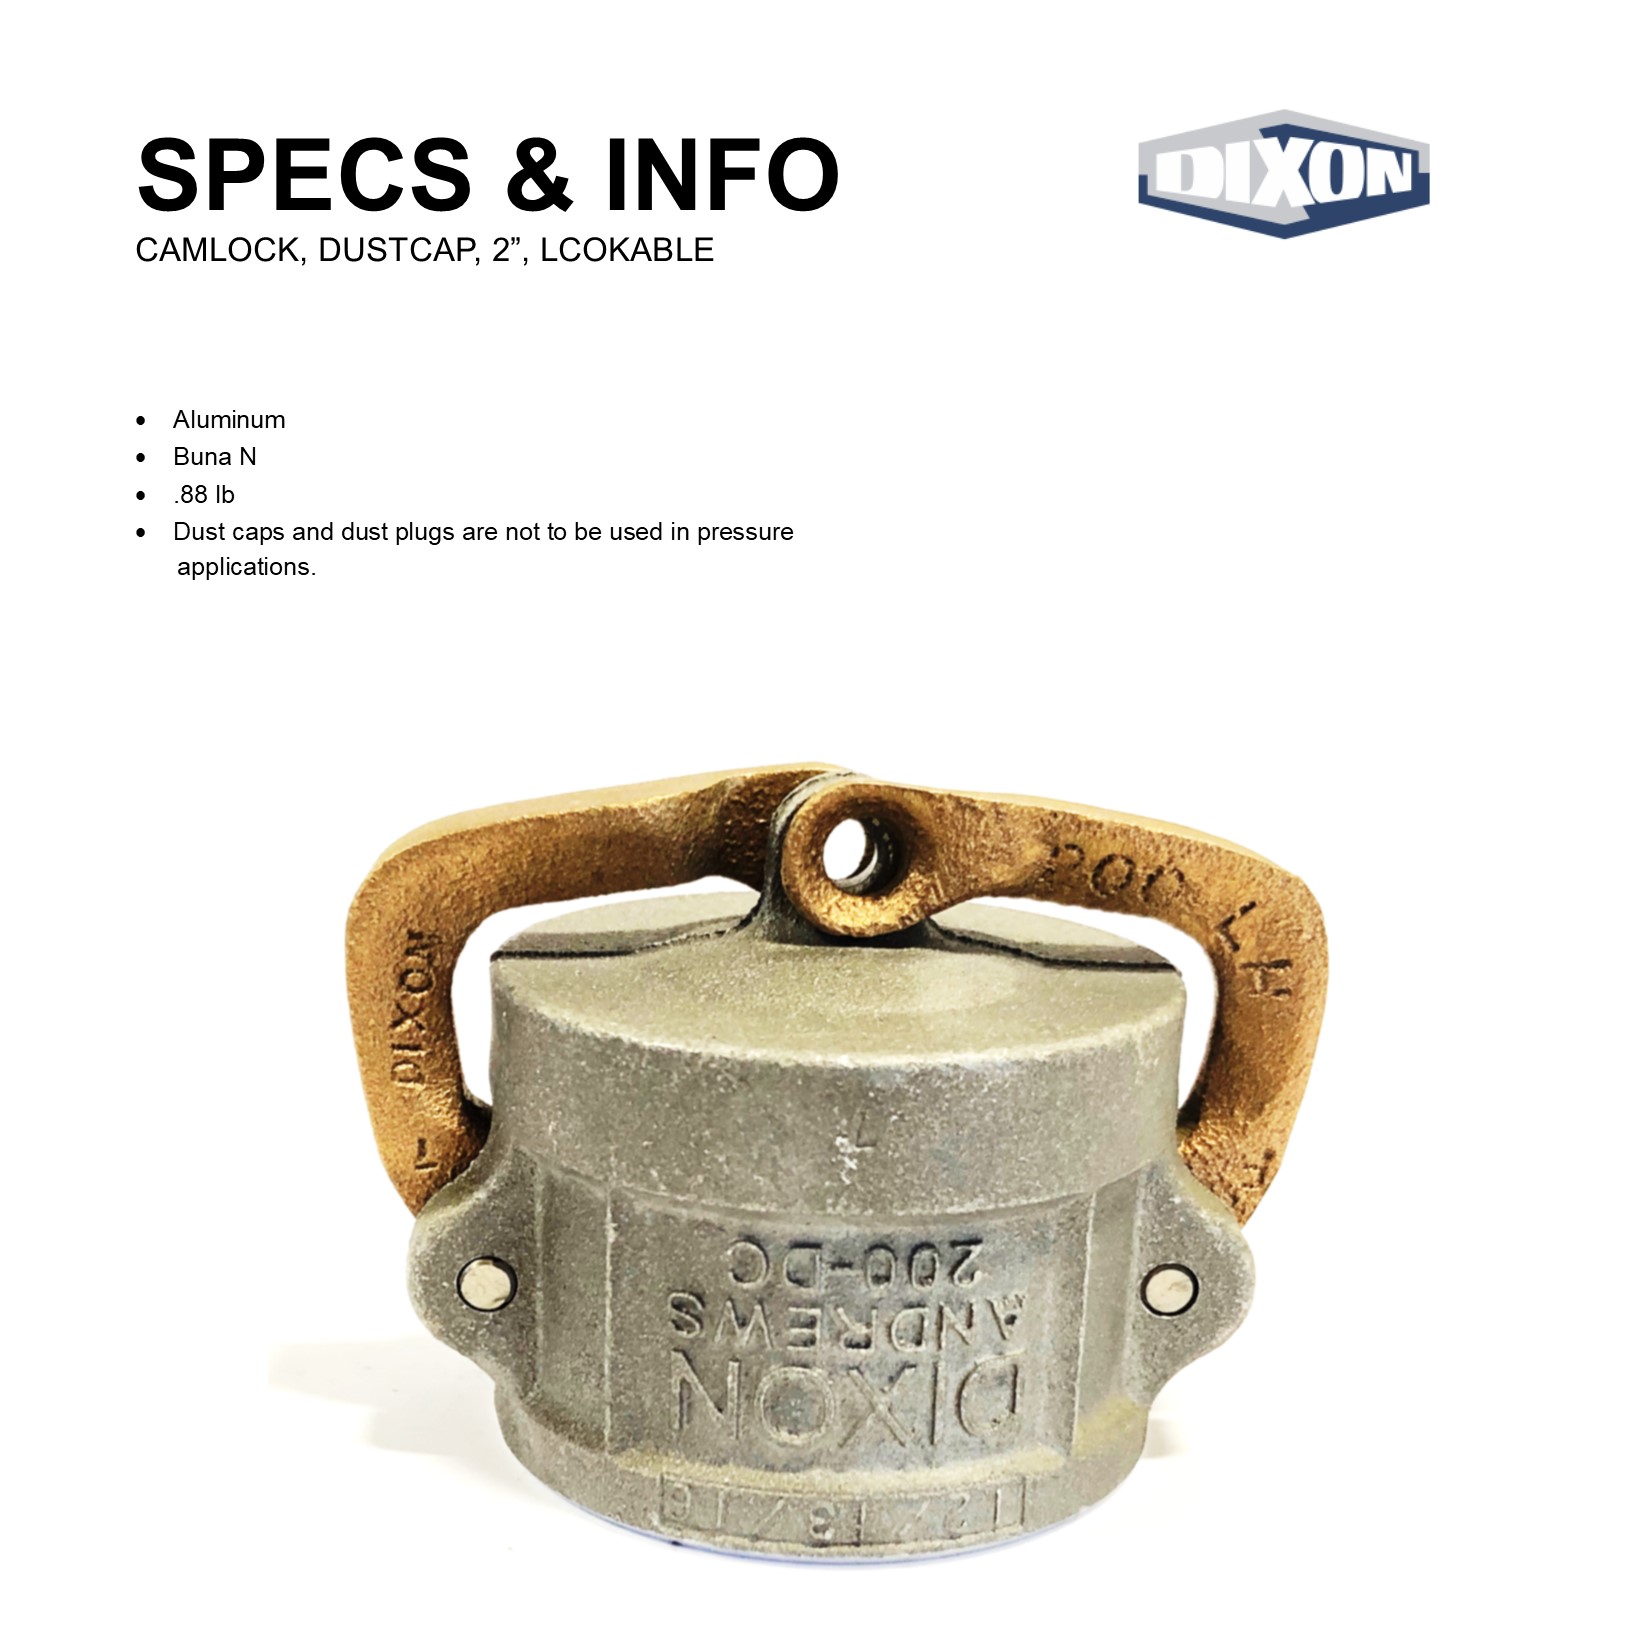 SPECS & INFO
DIXON
CAMLOCK, DUSTCAP, 2”, LCOKABLE
• Aluminum
• Buna N
• .88 lb
• Dust caps and dust plugs are not to be used in pressure
applications.
200 LH
DIXON
7
200-DC
ANDREWS
DIXON